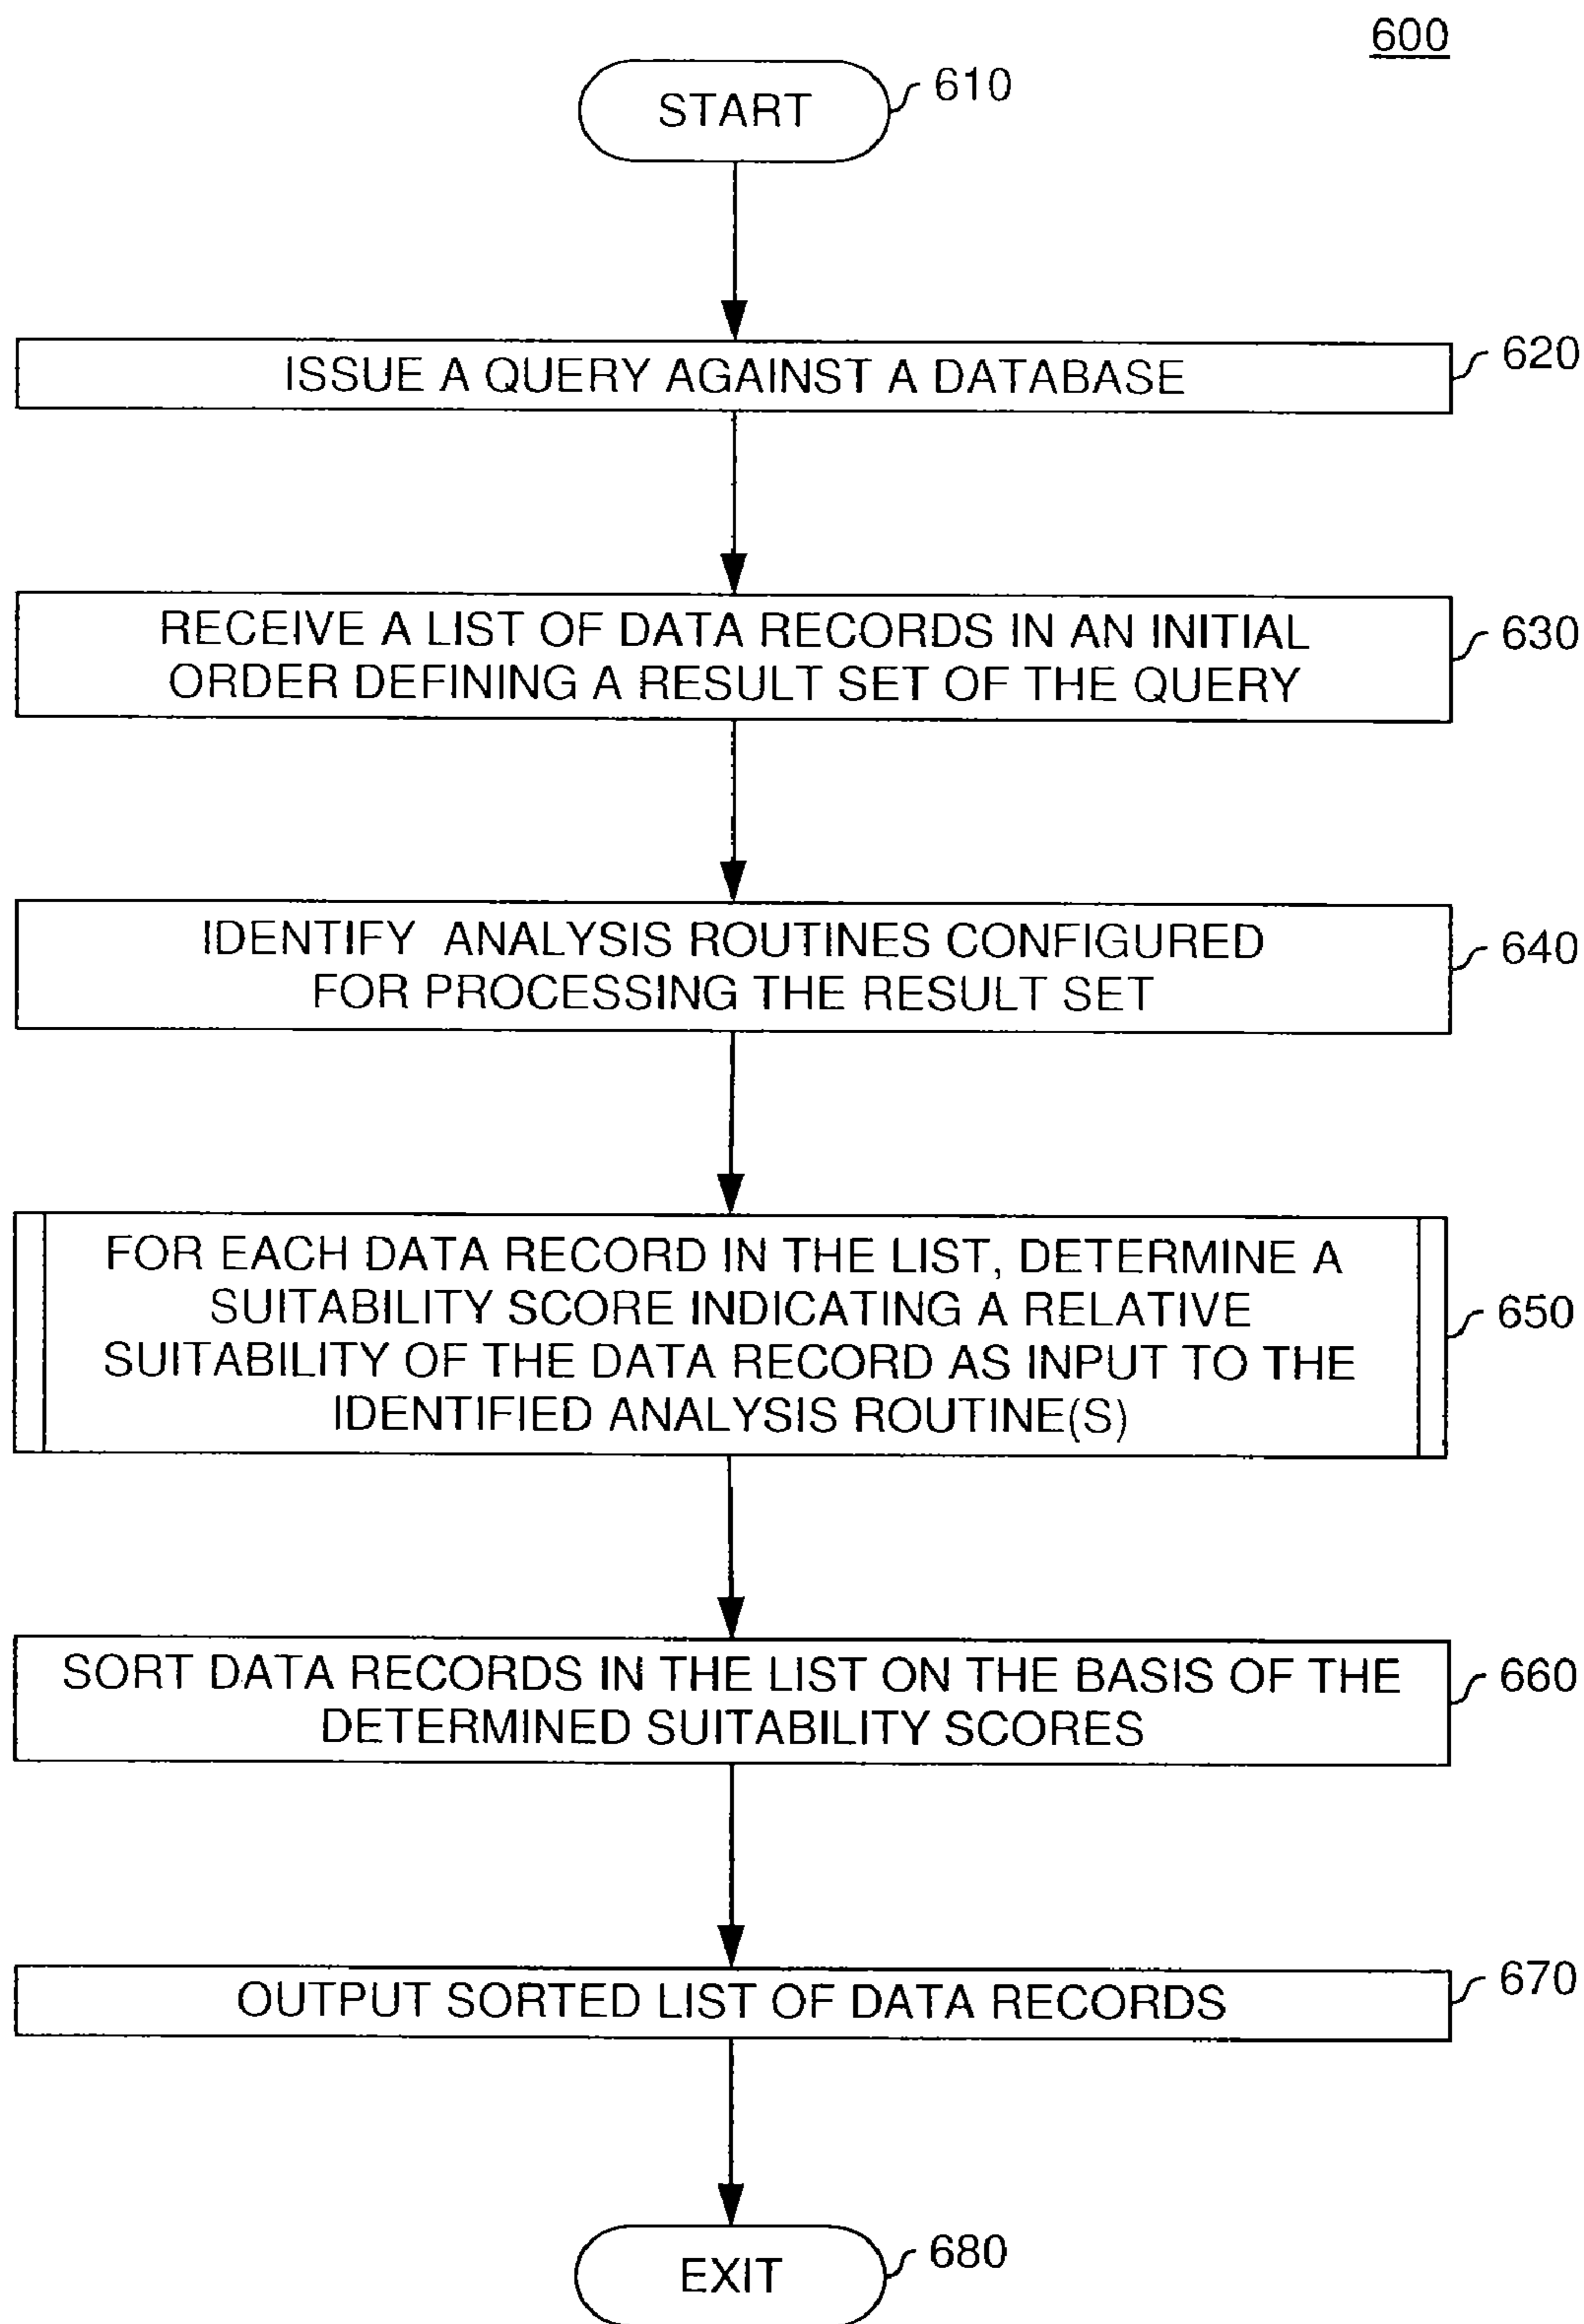 600
START
610
ISSUE A QUERY AGAINST A DATABASE
620
RECEIVE A LIST OF DATA RECORDS IN AN INITIAL
ORDER DEFINING A RESULT SET OF THE QUERY
630
IDENTIFY ANALYSIS ROUTINES CONFIGURED
FOR PROCESSING THE RESULT SET
640
FOR EACH DATA RECORD IN THE LIST, DETERMINE A
SUITABILITY SCORE INDICATING A RELATIVE
SUITABILITY OF THE DATA RECORD AS INPUT TO THE
IDENTIFIED ANALYSIS ROUTINE(S)
650
SORT DATA RECORDS IN THE LIST ON THE BASIS OF THE
DETERMINED SUITABILITY SCORES
660
OUTPUT SORTED LIST OF DATA RECORDS
670
EXIT
680